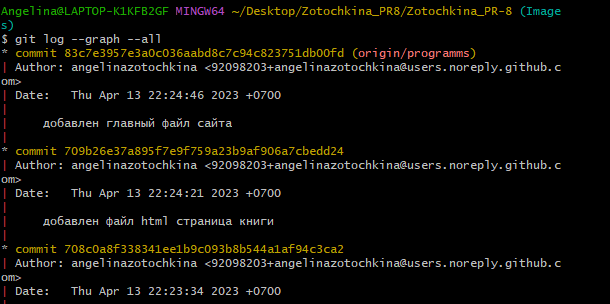 Angelina@LAPTOP-K1KFB2GF MINGW64 ~/Desktop/Zotochkina_PR8/Zotochkina_PR-8 (Image
s)
$ git log --graph --all
* commit 83c7e3957e3a0c036aabd8c7c94c823751db00fd (origin/programms)
| Author: angelinazotochkina <92098203+angelinazotochkina@users.noreply.github.c
om>
| Date:   Thu Apr 13 22:24:46 2023 +0700
|
|     добавлен главный файл сайта
|
* commit 709b26e37a895f7e9f759a23b9af906a7cbedd24
| Author: angelinazotochkina <92098203+angelinazotochkina@users.noreply.github.c
om>
| Date:   Thu Apr 13 22:24:21 2023 +0700
|
|     добавлен файл html страница книги
|
* commit 708c0a8f338341ee1b9c093b8b544a1af94c3ca2
| Author: angelinazotochkina <92098203+angelinazotochkina@users.noreply.github.c
om>
| Date:   Thu Apr 13 22:23:34 2023 +0700